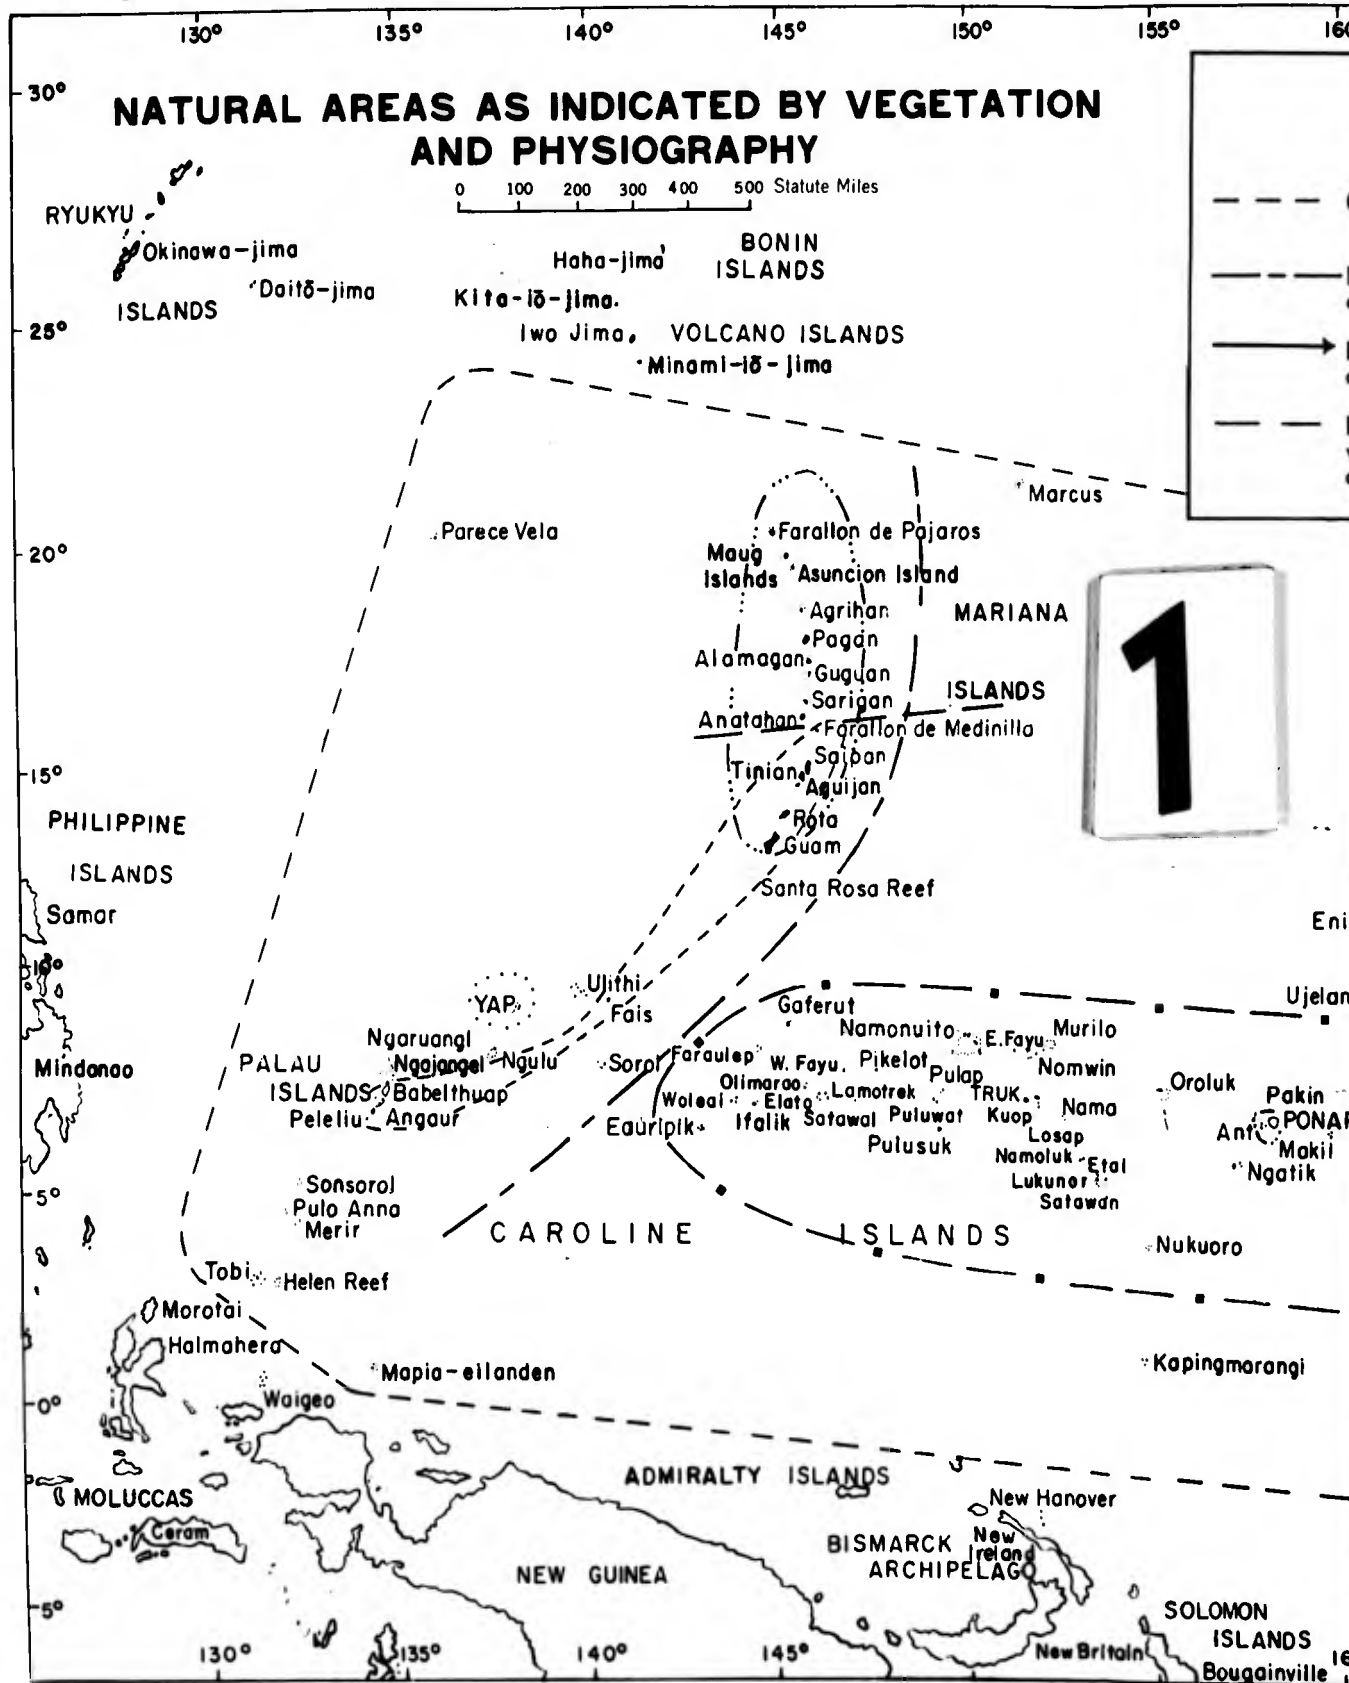 130° 135° 140° 145° 150° 155°
30°
NATURAL AREAS AS INDICATED BY VEGETATION
AND PHYSIOGRAPHY
0 100 200 300 400 500 Statute Miles
RYUKYU
Okinawa-jima
ISLANDS
Daitō-jima
Haha-jima
BONIN
ISLANDS
Kita-iō-jima
25°
Iwo Jima
VOLCANO ISLANDS
Minami-iō-jima
Marcus
Parece Vela
20°
Farallon de Pajaros
Maug
Islands
Asuncion Island
Agrihan
MARIANA
Pagan
Alamagan
Guguan
ISLANDS
Sarigan
Anatahan
Farallon de Medinilla
Saipan
15°
Tinian
Aguijan
Rota
Guam
1
PHILIPPINE
ISLANDS
Santa Rosa Reef
Samar
Eni
10°
YAP
Ulithi
Fais
Gaferut
Ujelan
Ngaruangl
Namonuito
E. Fayu
Murilo
Mindanao
PALAU
Ngajangel
Ngulu
Sorol
Faraulep
W. Fayu.
Pikelot
Nomwin
ISLANDS
Babelthuap
Olimarao
Pulap
Oroluk
Peleliu
Angaur
Woleai
Elato
Lamotrek
TRUK
Pakin
Eauripik
Ifalik
Satawal
Puluwat
Kuop
Nama
Ant
PONAP
Pulusuk
Losap
Makil
Namoluk
Etal
Ngatik
5°
Sonsorol
Lukunor
Pulo Anna
Satawan
Merir
CAROLINE ISLANDS
Nukuoro
Tobi
Helen Reef
Morotai
Halmahera
Mapia-eilanden
Kapingmarangi
0°
Waigeo
ADMIRALTY ISLANDS
MOLUCCAS
New Hanover
Ceram
BISMARCK
ARCHIPELAGO
New
Ireland
NEW GUINEA
5°
SOLOMON
ISLANDS
New Britain
Bougainville
130° 135° 140° 145°